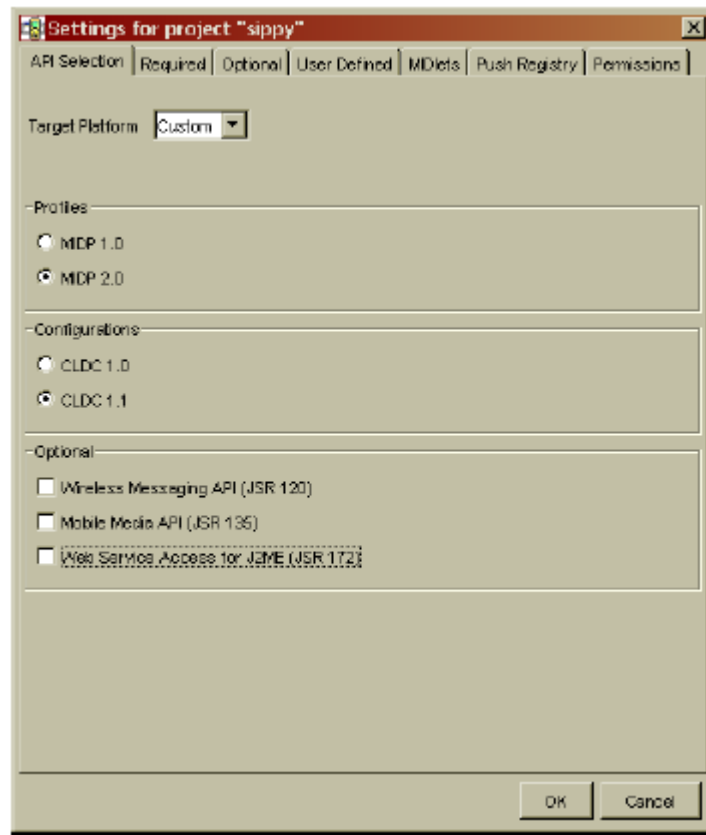 Settings for project "sippy"
API Selection Required Optional User Defined MIDlets Push Registry Permissions
Target Platform Custom
Profiles
MIDP 1.0
MIDP 2.0
Configurations
CLDC 1.0
CLDC 1.1
Optional
Wireless Messaging API (JSR 120)
Mobile Media API (JSR 135)
Web Service Access for J2ME (JSR 172)
OK Cancel